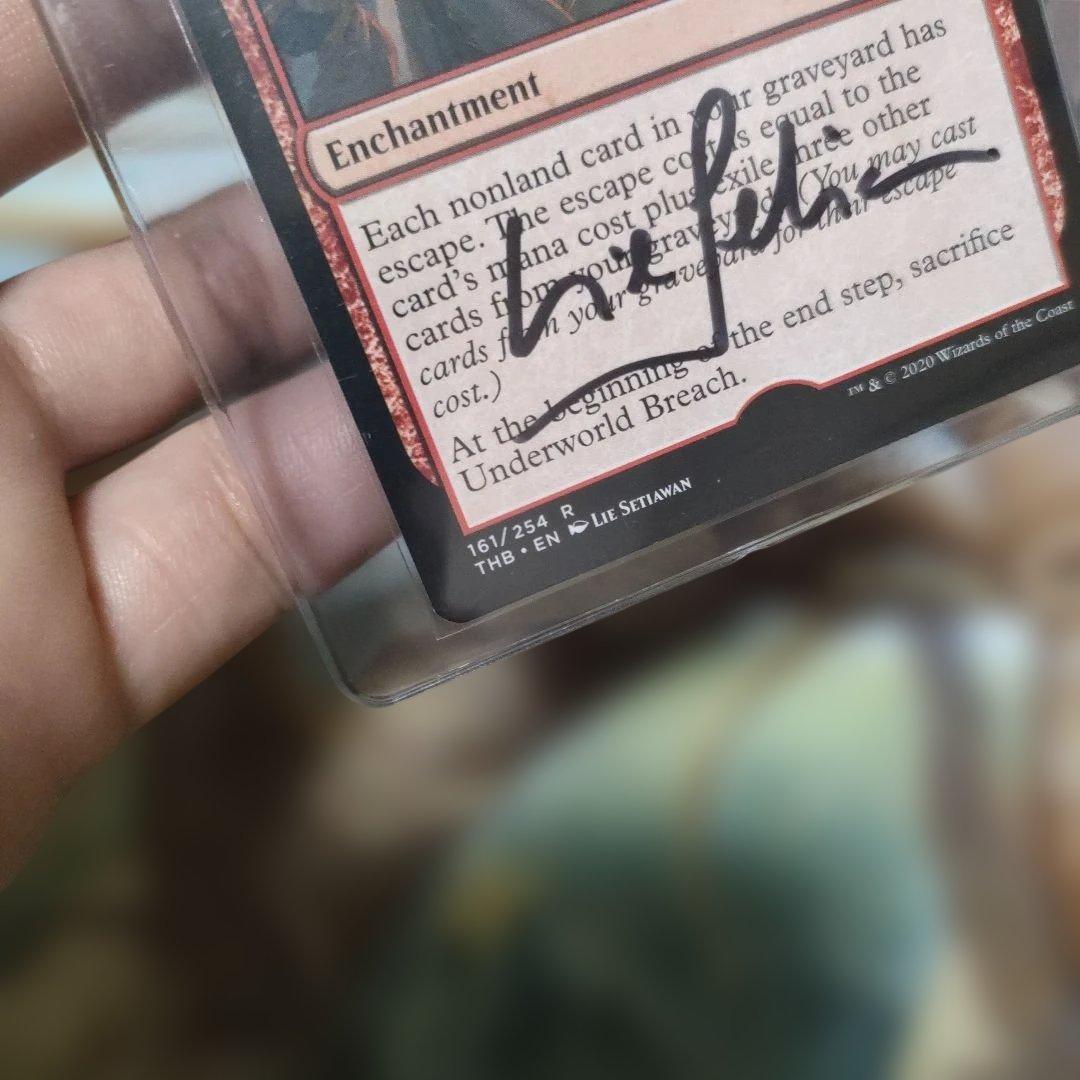 Enchantment
Each nonland card in your graveyard has
escape. The escape cost is equal to the
card's mana cost plus exile three other
cards from your graveyard. (You may cast
cards from your graveyard for their escape
cost.)
At the beginning of the end step, sacrifice
Underworld Breach.
Lie Setia
161/254 R
THB • EN Lie Setiawan
™ & © 2020 Wizards of the Coast